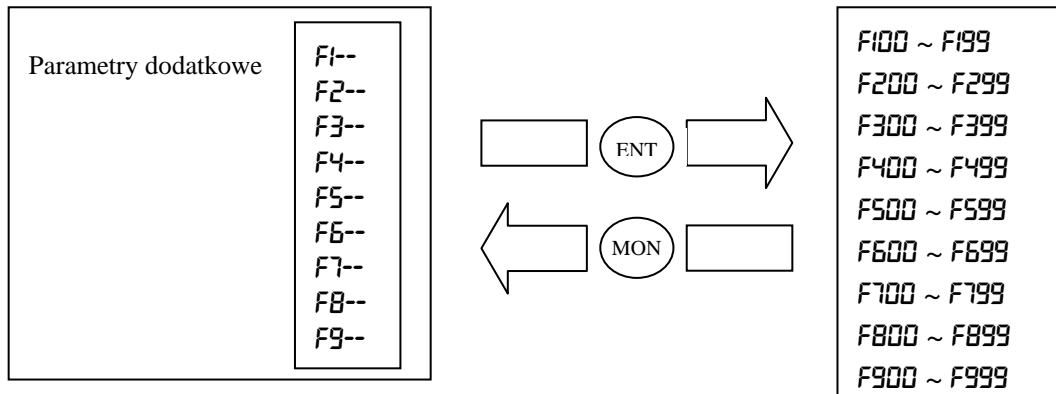 Parametry dodatkowe
F1--
F2--
F3--
F4--
F5--
F6--
F7--
F8--
F9--
ENT
MON
F100 ~ F199
F200 ~ F299
F300 ~ F399
F400 ~ F499
F500 ~ F599
F600 ~ F699
F700 ~ F799
F800 ~ F899
F900 ~ F999